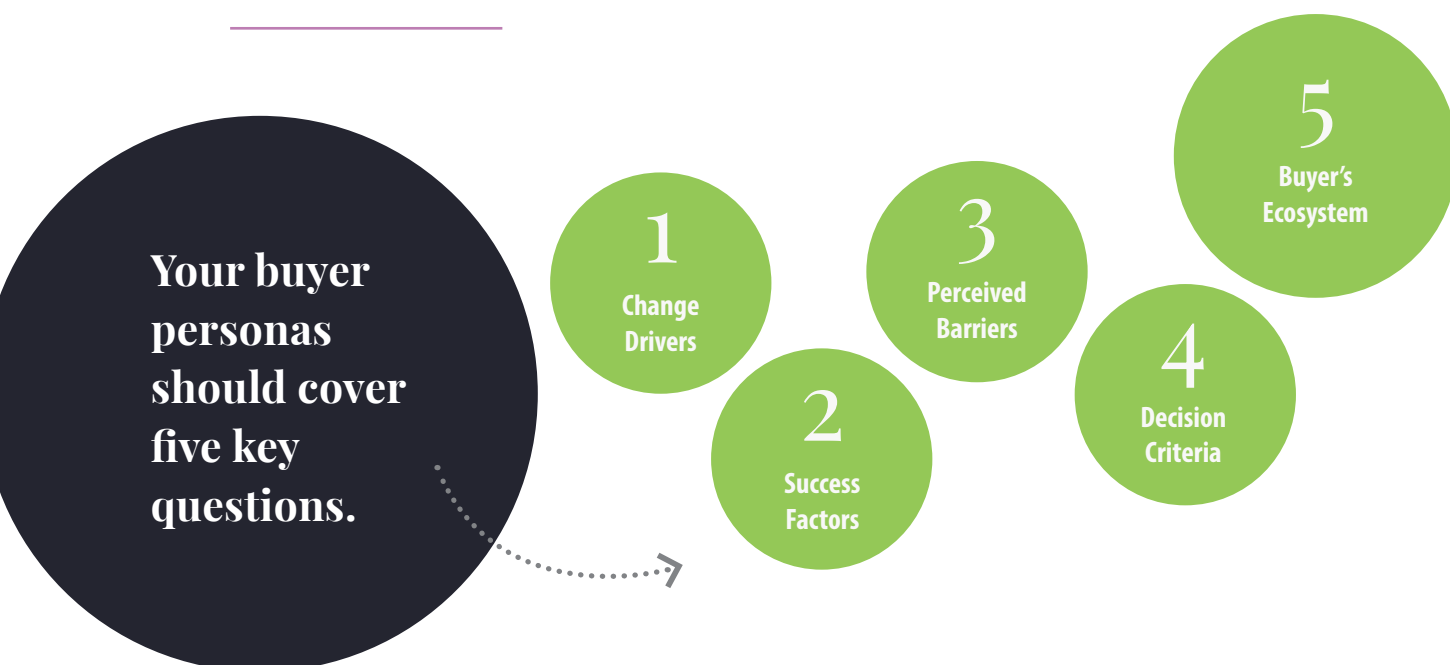 Your buyer
personas
should cover
five key
questions.
1
Change
Drivers
2
Success
Factors
3
Perceived
Barriers
4
Decision
Criteria
5
Buyer’s
Ecosystem